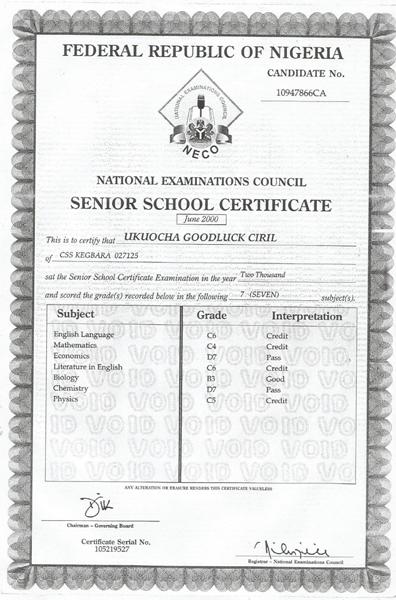 FEDERAL REPUBLIC OF NIGERIA
CANDIDATE No.
10947866CA
NATIONAL EXAMINATIONS COUNCIL
NECO
NATIONAL EXAMINATIONS COUNCIL
SENIOR SCHOOL CERTIFICATE
June 2000
This is to certify that UKUOCHA GOODLUCK CIRIL
of CSS KEGBARA 027125
sat the Senior School Certificate Examination in the year Two Thousand
and scored the grade(s) recorded below in the following 7 (SEVEN) subject(s).
Subject Grade Interpretation
English Language C6 Credit
Mathematics C4 Credit
Economics D7 Pass
Literature in English C6 Credit
Biology B3 Good
Chemistry D7 Pass
Physics C5 Credit
VOID VOID VOID
ANY ALTERATION OR ERASURE RENDERS THIS CERTIFICATE VALUELESS
Chairman - Governing Board
Certificate Serial No.
105219527
Registrar - National Examinations Council